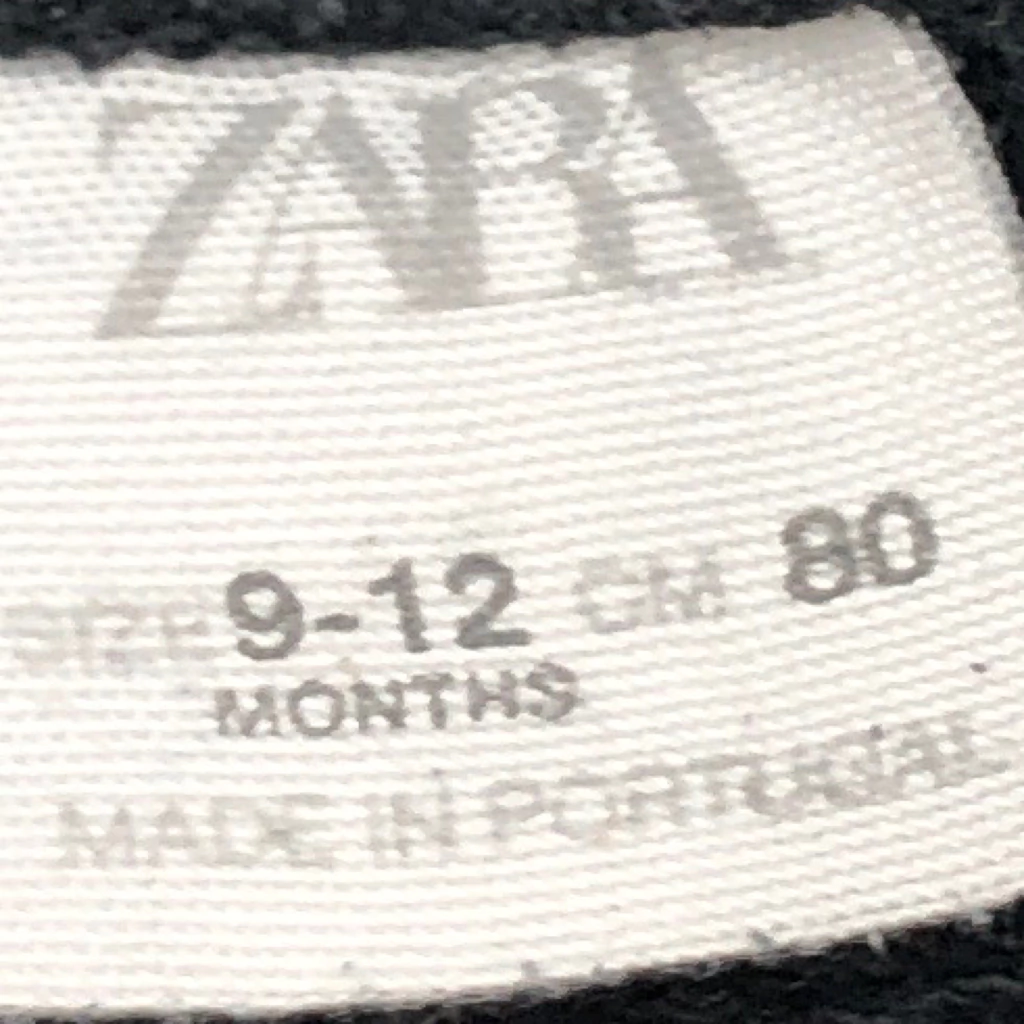 ZARA
SIZE 9-12 CM 80
MONTHS
MADE IN PORTUGAL